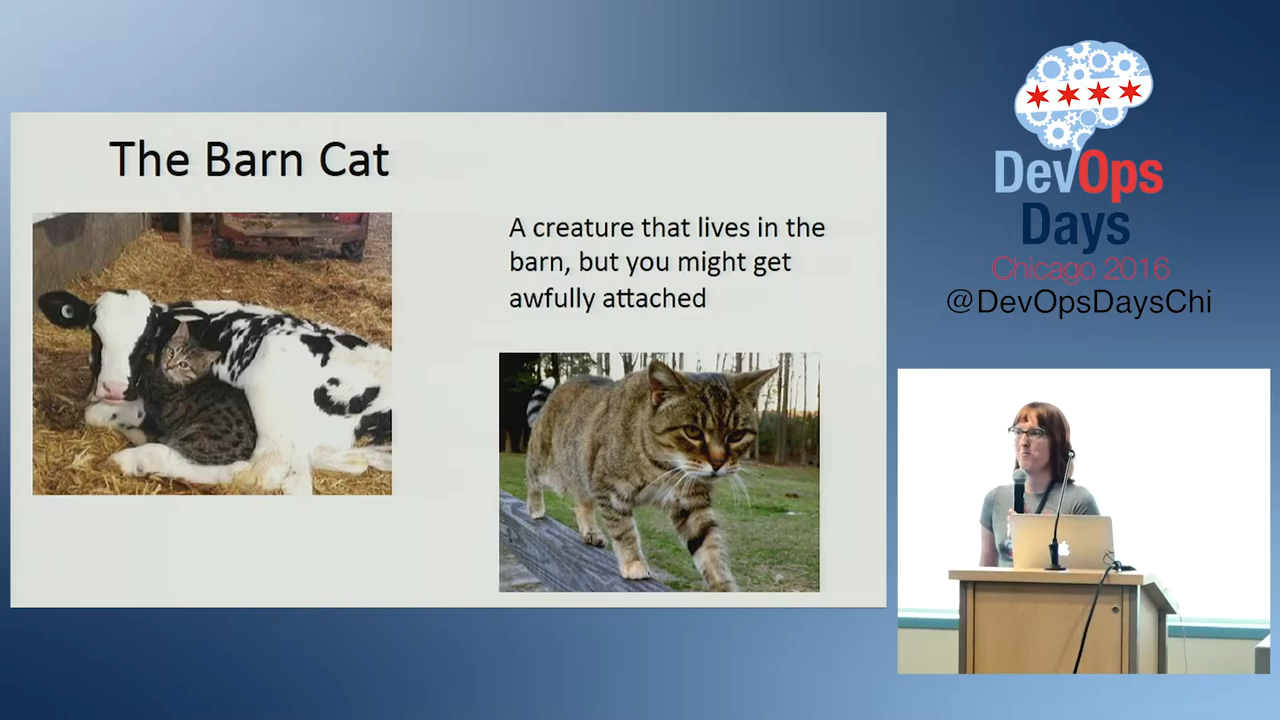 The Barn Cat
A creature that lives in the
barn, but you might get
awfully attached
DevOps
Days
Chicago 2016
@DevOpsDaysChi